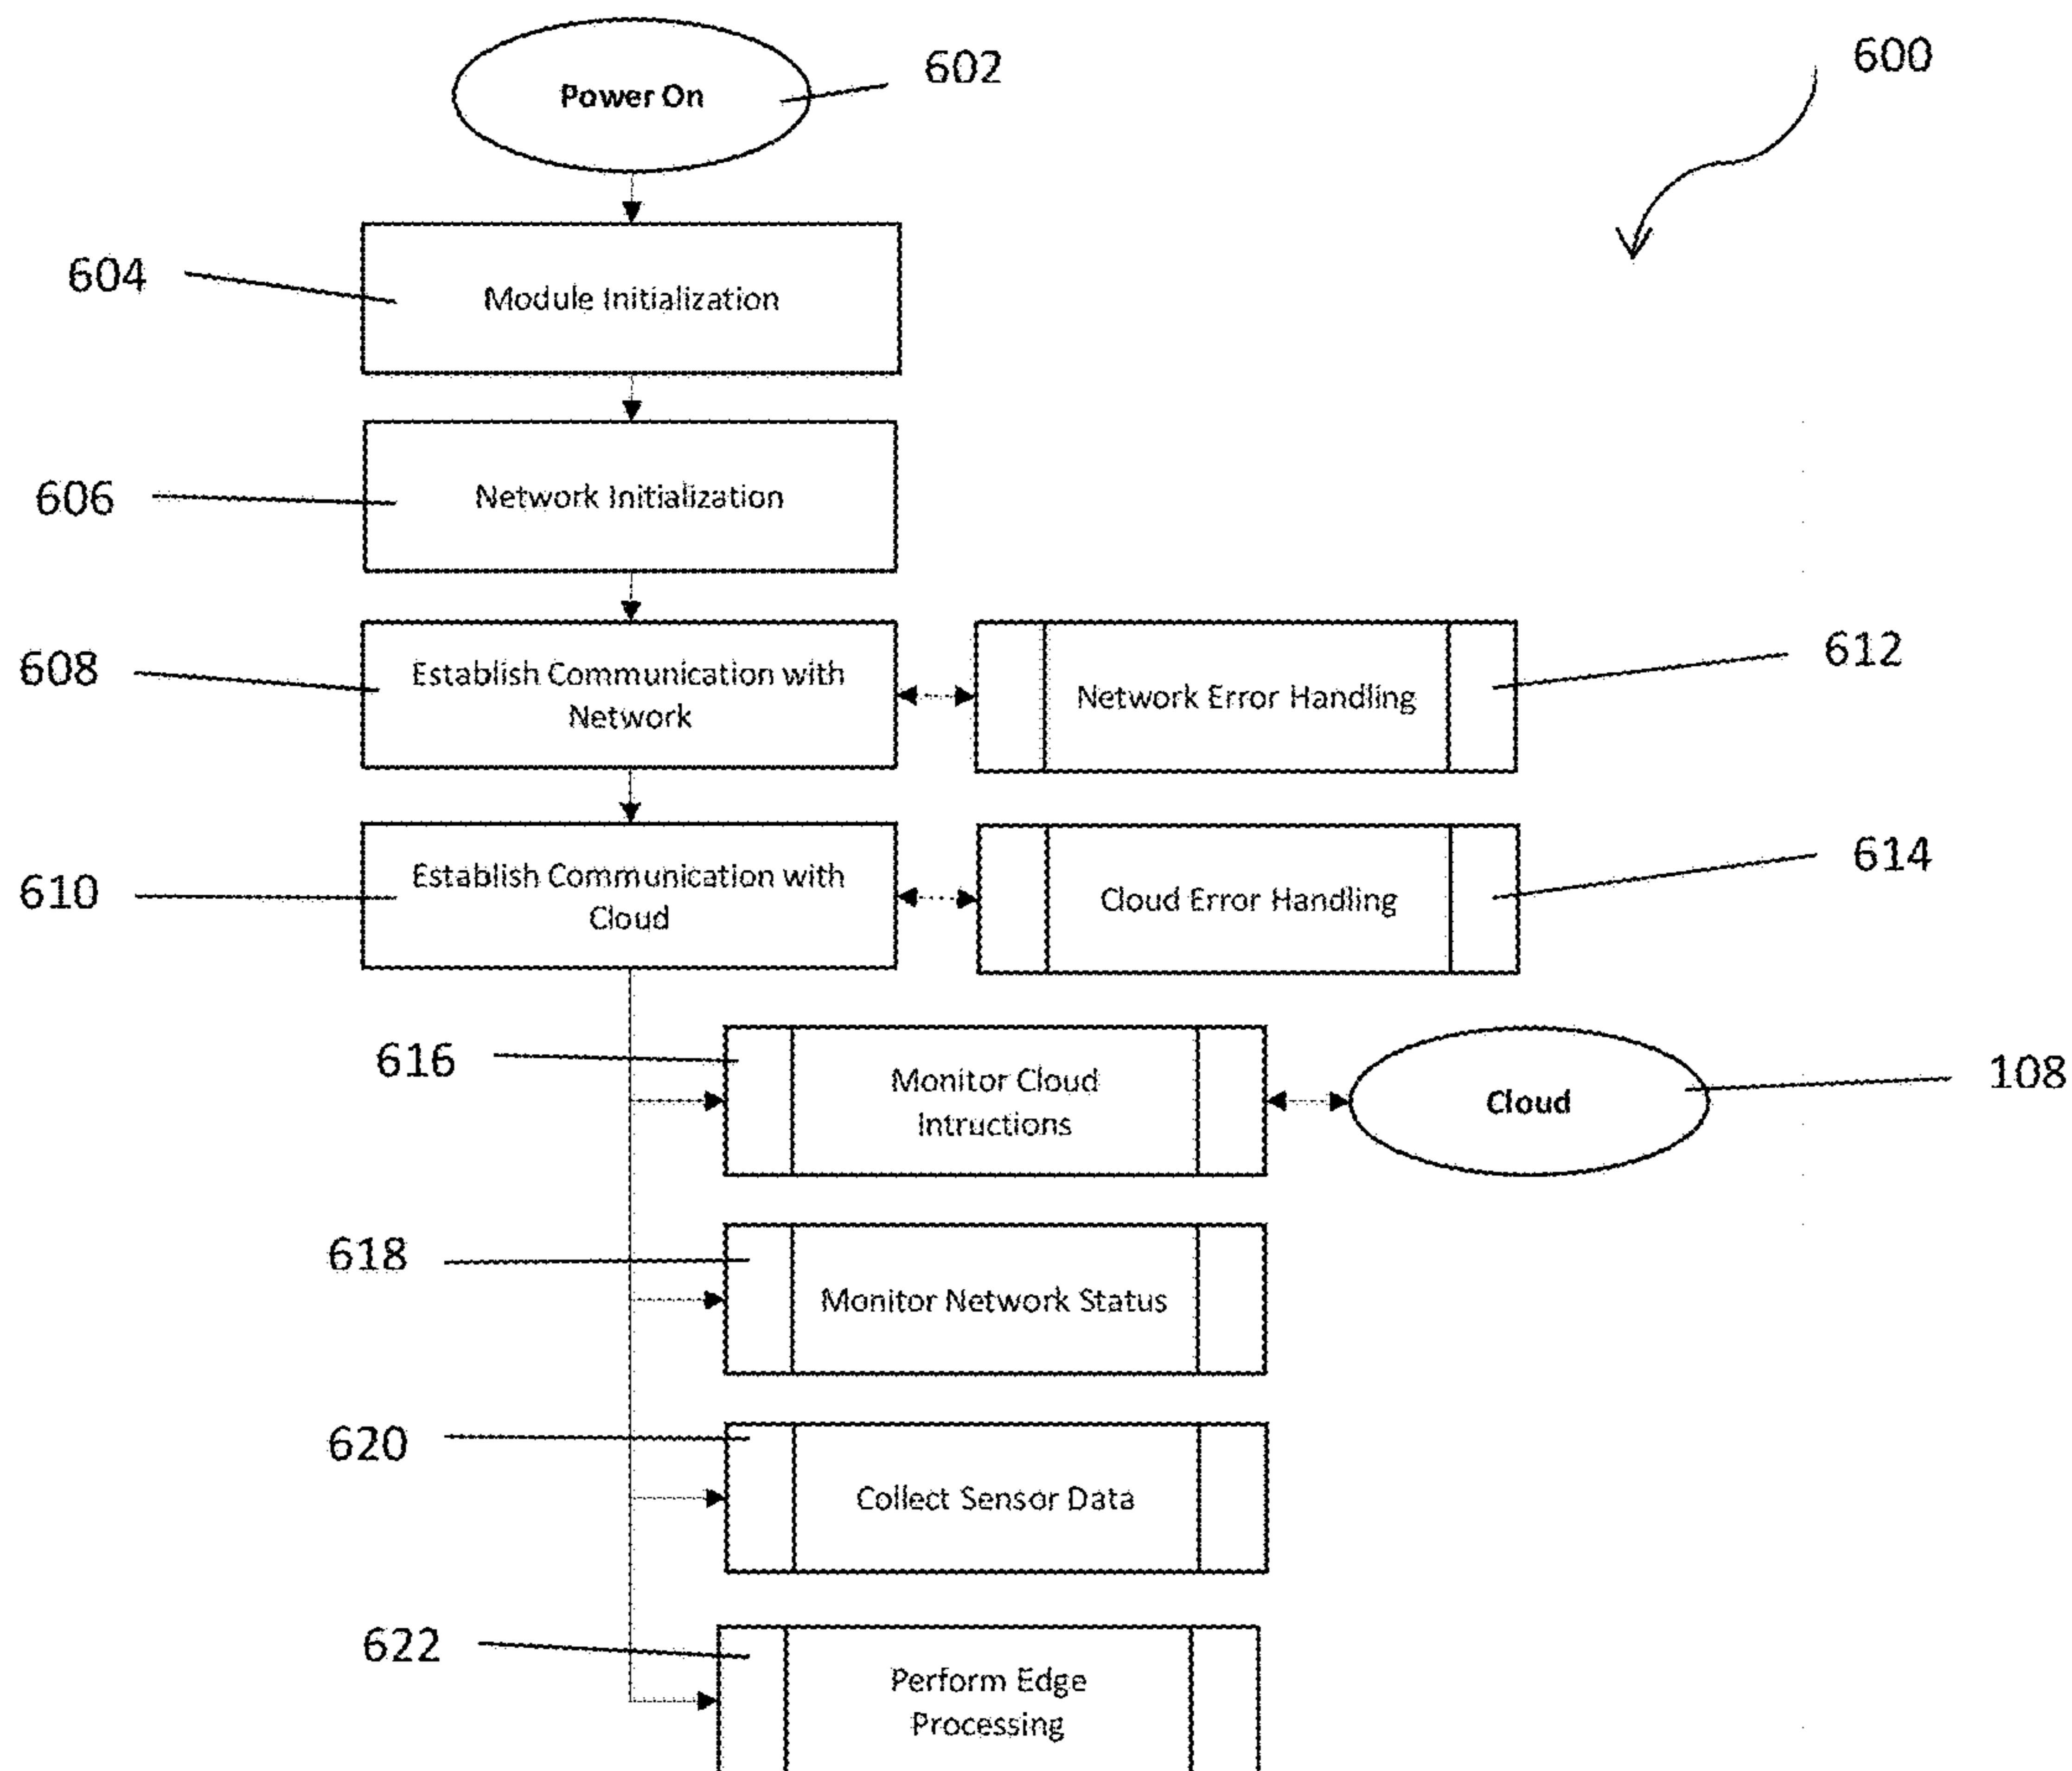 Power On
602
600
604
Module Initialization
606
Network Initialization
608
Establish Communication with
Network
Network Error Handling
612
610
Establish Communication with
Cloud
Cloud Error Handling
614
616
Monitor Cloud
Intructions
Cloud
108
618
Monitor Network Status
620
Collect Sensor Data
622
Perform Edge
Processing